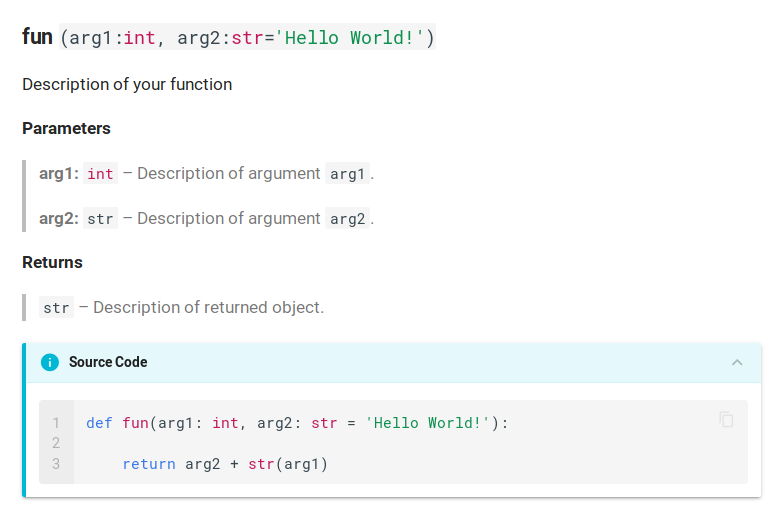 fun (arg1:int, arg2:str='Hello World!')
Description of your function
Parameters
arg1: int – Description of argument arg1.
arg2: str – Description of argument arg2.
Returns
str – Description of returned object.
Source Code
1 def fun(arg1: int, arg2: str = 'Hello World!'):
2
3     return arg2 + str(arg1)